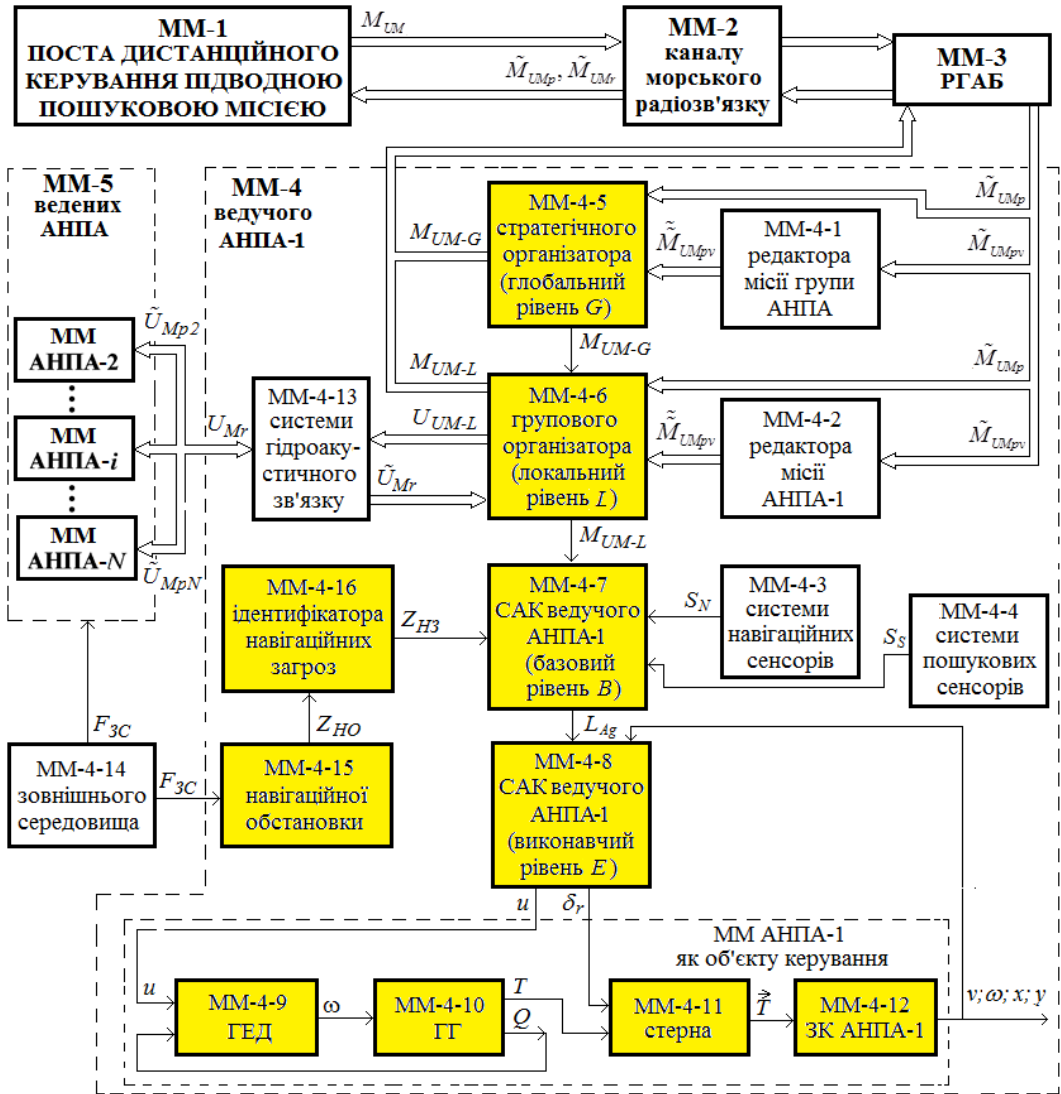 ММ-1
ПОСТА ДИСТАНЦІЙНОГО
КЕРУВАННЯ ПІДВОДНОЮ
ПОШУКОВОЮ МІСІЄЮ
M_UM
M̃_UMp, M̃_UMr
ММ-2
каналу
морського
радіозв'язку
ММ-3
РГАБ
ММ-5
ведених
АНПА
ММ-4
ведучого
АНПА-1
M_UM-G
ММ-4-5
стратегічного
організатора
(глобальний
рівень G)
M̃̃_UMpv
ММ-4-1
редактора
місії групи
АНПА
M̃_UMp
M̃_UMpv
M_UM-G
Ũ_Mp2
ММ
АНПА-2
ММ
АНПА-i
ММ
АНПА-N
Ũ_MpN
U_Mr
ММ-4-13
системи
гідроаку-
стичного
зв'язку
M_UM-L
U_UM-L
Ũ_Mr
ММ-4-6
групового
організатора
(локальний
рівень L)
M̃̃_UMpv
ММ-4-2
редактора
місії
АНПА-1
M̃_UMp
M̃_UMpv
M_UM-L
ММ-4-16
ідентифікатора
навігаційних
загроз
Z_НЗ
ММ-4-7
САК ведучого
АНПА-1
(базовий
рівень B)
S_N
ММ-4-3
системи
навігаційних
сенсорів
S_S
ММ-4-4
системи
пошукових
сенсорів
F_ЗС
Z_НО
L_Ag
ММ-4-14
зовнішнього
середовища
F_ЗС
ММ-4-15
навігаційної
обстановки
ММ-4-8
САК ведучого
АНПА-1
(виконавчий
рівень E)
u
δ_r
ММ АНПА-1
як об'єкту керування
u
ММ-4-9
ГЕД
ω
ММ-4-10
ГГ
T
Q
ММ-4-11
стерна
T⃗
ММ-4-12
ЗК АНПА-1
v; ω; x; y